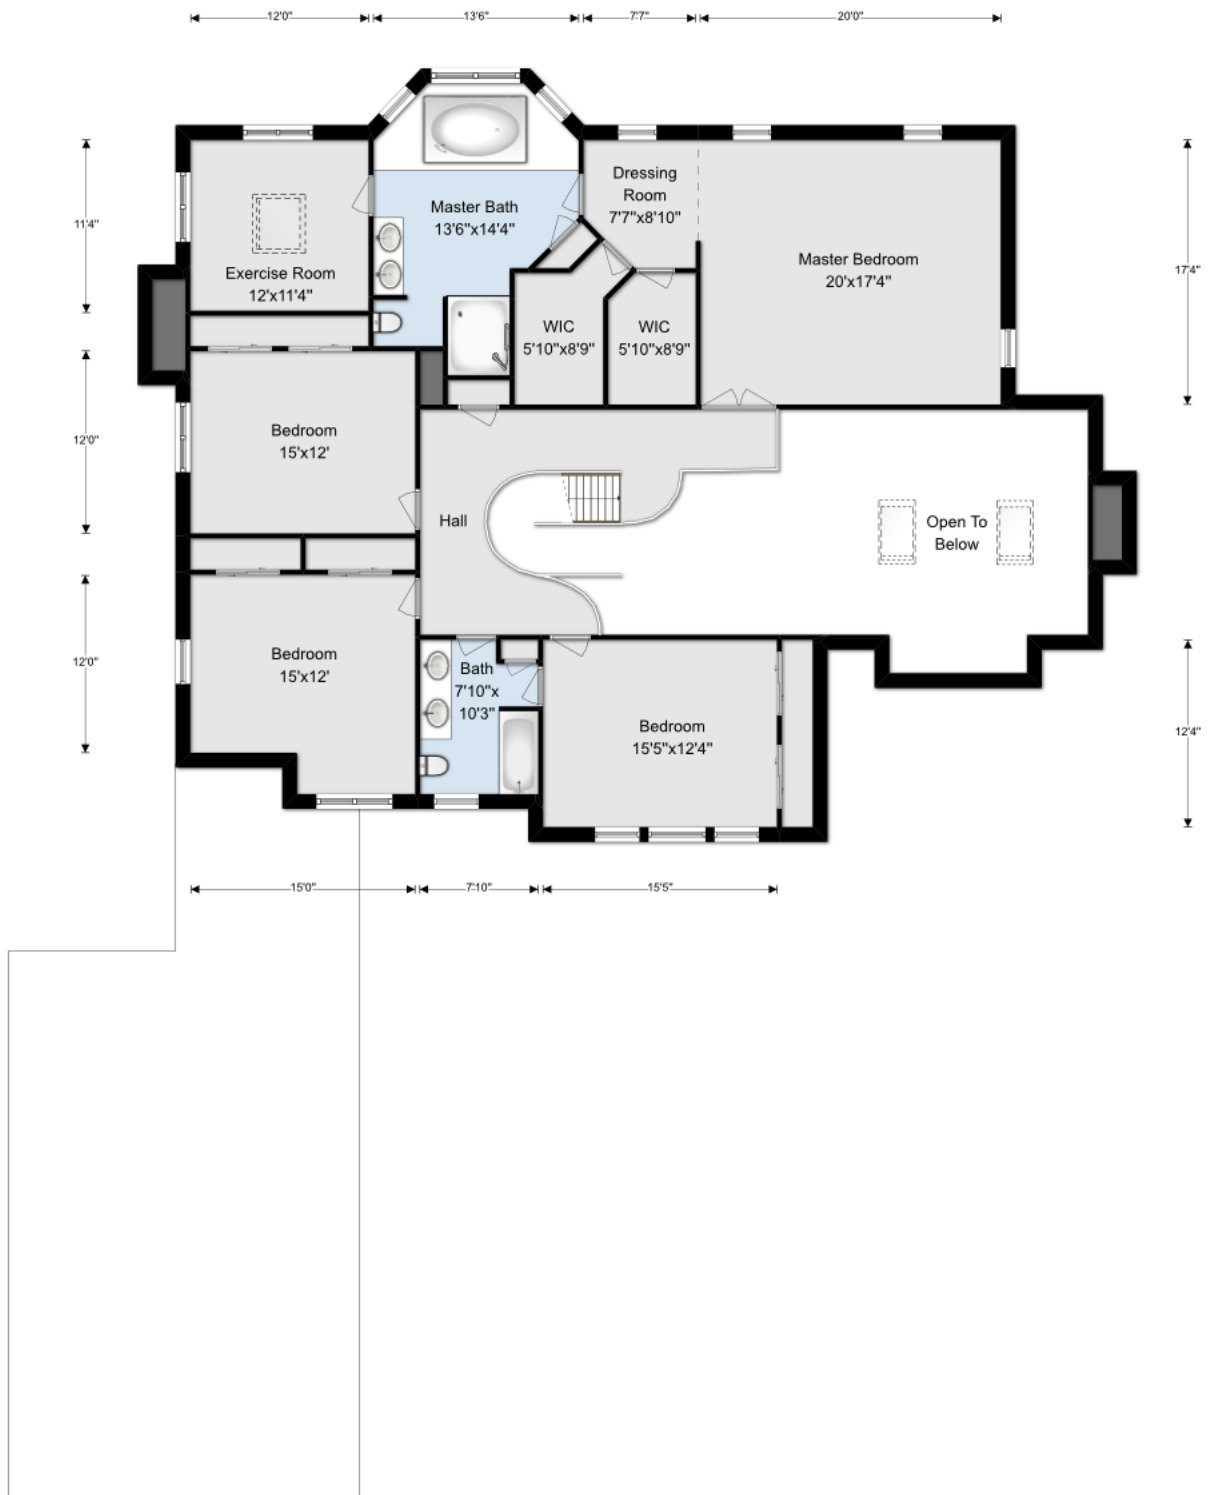 12'0"
13'6"
7'7"
20'0"
Dressing
Room
7'7"x8'10"
Master Bath
13'6"x14'4"
11'4"
Exercise Room
12'x11'4"
Master Bedroom
20'x17'4"
17'4"
WIC
5'10"x8'9"
WIC
5'10"x8'9"
Bedroom
15'x12'
12'0"
Hall
Open To
Below
Bedroom
15'x12'
12'0"
Bath
7'10"x
10'3"
Bedroom
15'5"x12'4"
12'4"
15'0"
7'10"
15'5"